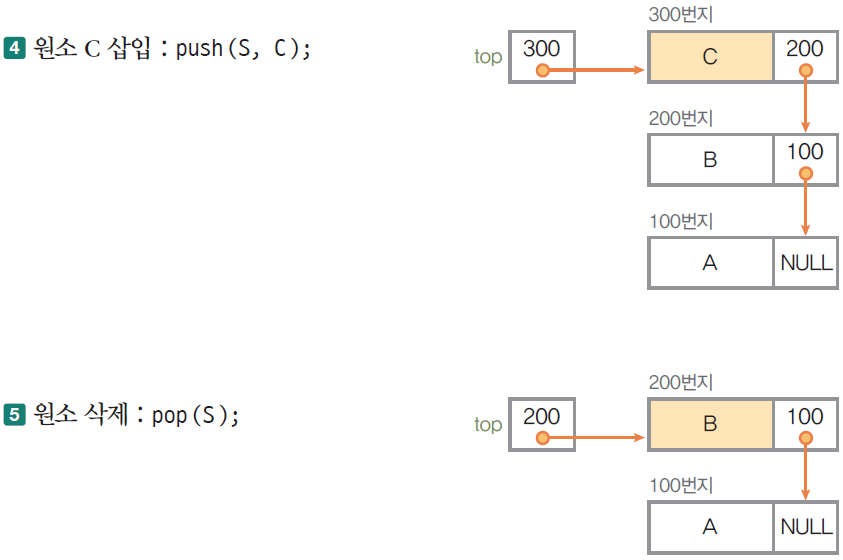 4 원소 C 삽입 : push(S, C);
300번지
top 300 C 200
200번지
B 100
100번지
A NULL
5 원소 삭제 : pop(S);
200번지
top 200 B 100
100번지
A NULL